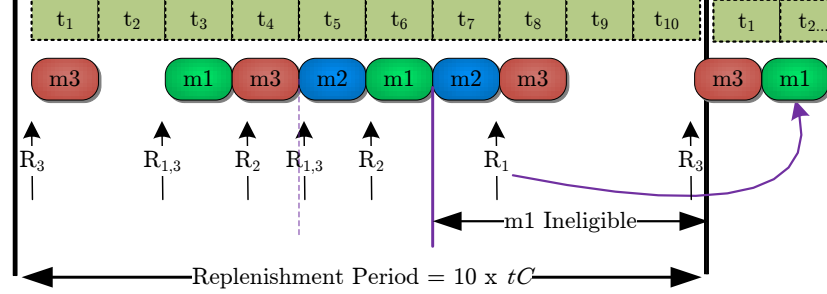 t₁ t₂ t₃ t₄ t₅ t₆ t₇ t₈ t₉ t₁₀ t₁ t₂...
m3 m1 m3 m2 m1 m2 m3 m3 m1
R₃ R₁,₃ R₂ R₁,₃ R₂ R₁ R₃
m1 Ineligible
Replenishment Period = 10 x tC